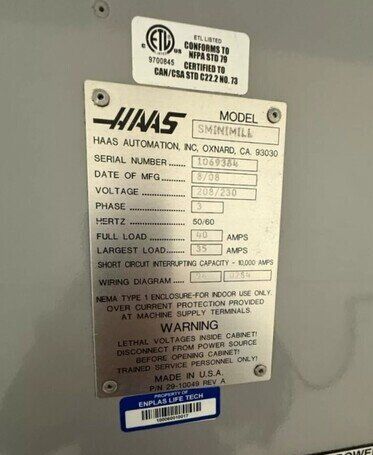 ETL LISTED
CONFORMS TO
NFPA STD 79
CERTIFIED TO
CAN/CSA STD C22.2 NO. 73
C ETL US
9700845
HAAS
MODEL
SMINIMILL
HAAS AUTOMATION, INC, OXNARD, CA. 93030
SERIAL NUMBER 1069384
DATE OF MFG 8/08
VOLTAGE 208/230
PHASE 3
HERTZ 50/60
FULL LOAD 40 AMPS
LARGEST LOAD 35 AMPS
SHORT CIRCUIT INTERRUPTING CAPACITY - 10,000 AMPS
WIRING DIAGRAM 96 0284
NEMA TYPE 1 ENCLOSURE-FOR INDOOR USE ONLY.
OVER CURRENT PROTECTION PROVIDED
AT MACHINE SUPPLY TERMINALS.
WARNING
LETHAL VOLTAGES INSIDE CABINET!
DISCONNECT FROM POWER SOURCE
BEFORE OPENING CABINET!
TRAINED SERVICE PERSONNEL ONLY!
MADE IN U.S.A.
P/N 29-10049 REV A
PROPERTY OF
ENPLAS LIFE TECH
POWER